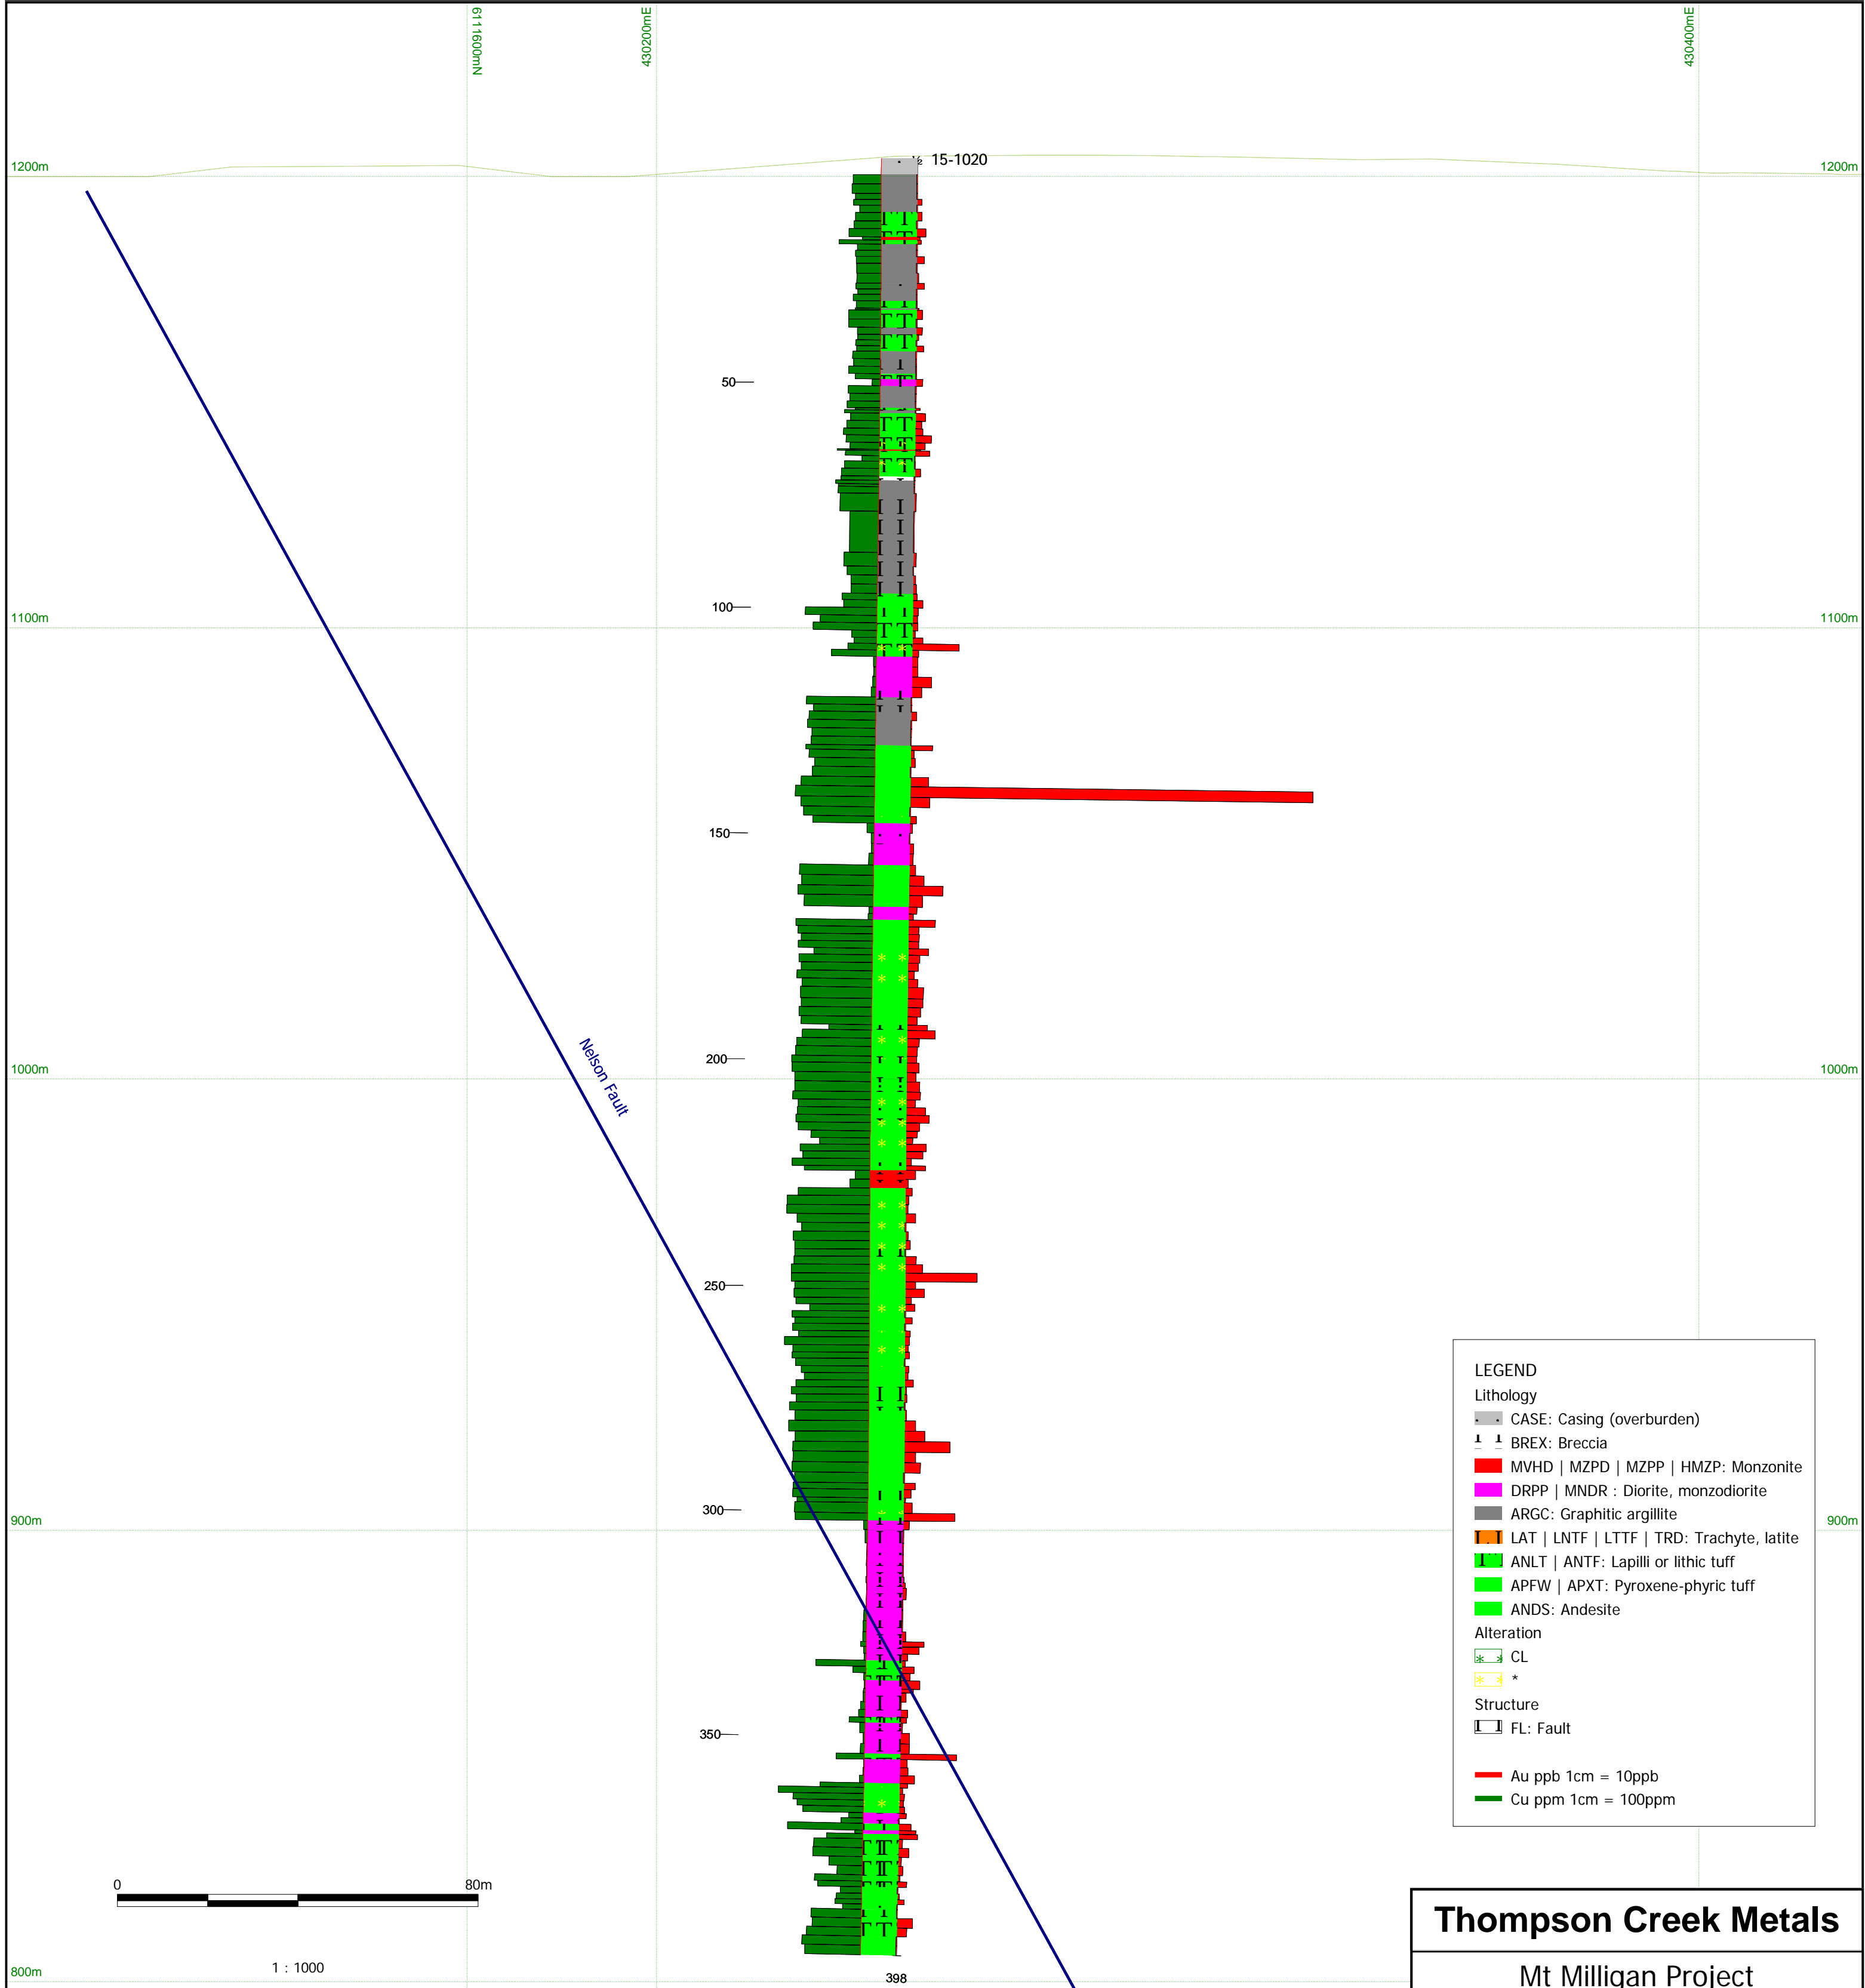 6111600mN
430200mE
430400mE
½ 15-1020
1200m
1200m
50
100
1100m
1100m
150
Nelson Fault
200
1000m
1000m
250
300
900m
900m
350
LEGEND
Lithology
CASE: Casing (overburden)
BREX: Breccia
MVHD | MZPD | MZPP | HMZP: Monzonite
DRPP | MNDR : Diorite, monzodiorite
ARGC: Graphitic argillite
LAT | LNTF | LTTF | TRD: Trachyte, latite
ANLT | ANTF: Lapilli or lithic tuff
APFW | APXT: Pyroxene-phyric tuff
ANDS: Andesite
Alteration
CL
*
Structure
FL: Fault
Au ppb 1cm = 10ppb
Cu ppm 1cm = 100ppm
0 80m
1 : 1000
398
800m
Thompson Creek Metals
Mt Milligan Project